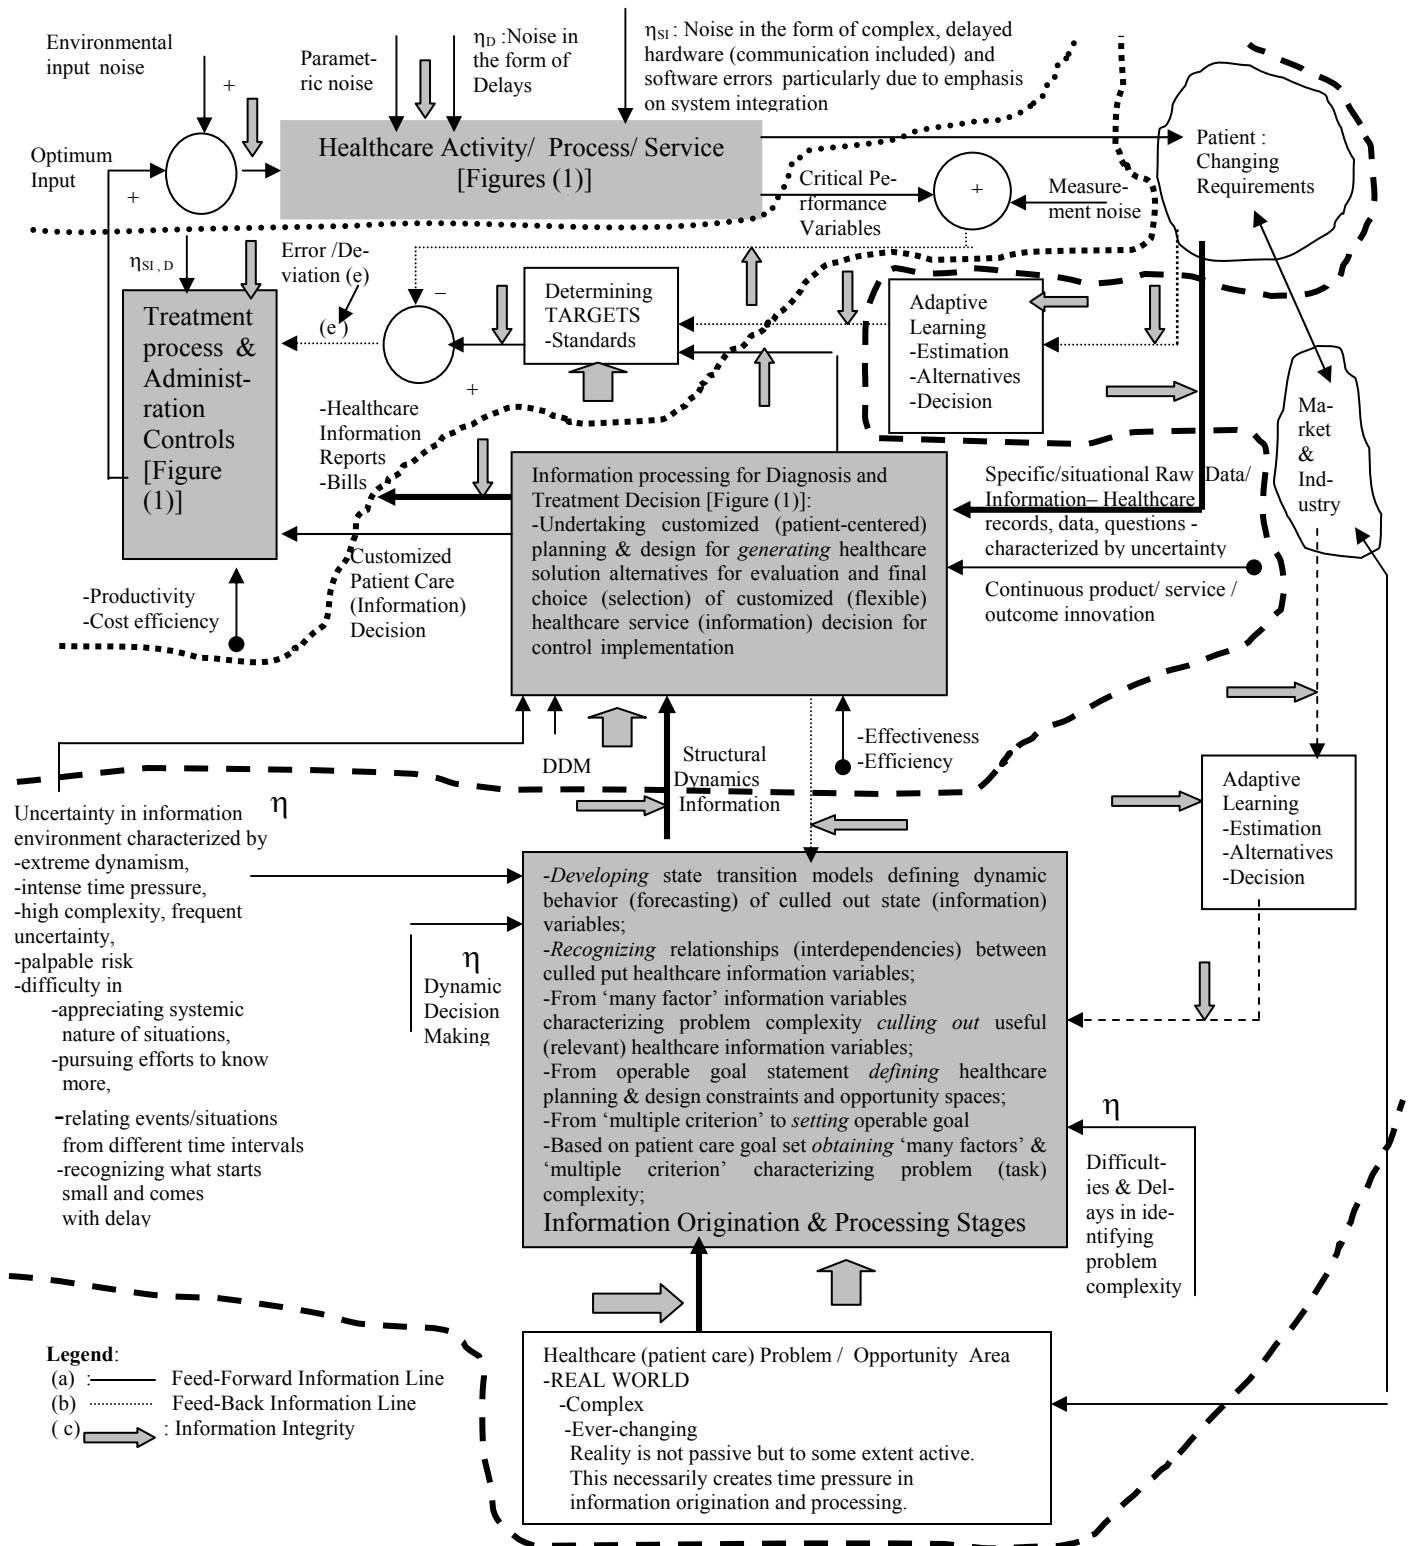 Environmental
input noise
+
Paramet-
ric noise
ηD :Noise in
the form of
Delays
ηSI : Noise in the form of complex, delayed
hardware (communication included) and
software errors particularly due to emphasis
on system integration
Optimum
Input
+
Healthcare Activity/ Process/ Service
[Figures (1)]
Critical Pe-
rformance
Variables
+
Measure-
ment noise
Patient :
Changing
Requirements
ηSI , D
Error /De-
viation (e)
(e )
−
+
Determining
TARGETS
-Standards
Adaptive
Learning
-Estimation
-Alternatives
-Decision
Treatment
process &
Administ-
ration
Controls
[Figure
(1)]
-Healthcare
Information
Reports
-Bills
Ma-
rket
&
Ind-
ustry
Information processing for Diagnosis and
Treatment Decision [Figure (1)]:
-Undertaking customized (patient-centered)
planning & design for generating healthcare
solution alternatives for evaluation and final
choice (selection) of customized (flexible)
healthcare service (information) decision for
control implementation
Specific/situational Raw Data/
Information– Healthcare
records, data, questions -
characterized by uncertainty
Continuous product/ service /
outcome innovation
Customized
Patient Care
(Information)
Decision
-Productivity
-Cost efficiency
DDM
Structural
Dynamics
Information
-Effectiveness
-Efficiency
Adaptive
Learning
-Estimation
-Alternatives
-Decision
η
Uncertainty in information
environment characterized by
-extreme dynamism,
-intense time pressure,
-high complexity, frequent
uncertainty,
-palpable risk
-difficulty in
-appreciating systemic
nature of situations,
-pursuing efforts to know
more,
-relating events/situations
from different time intervals
-recognizing what starts
small and comes
with delay
η
Dynamic
Decision
Making
-Developing state transition models defining dynamic
behavior (forecasting) of culled out state (information)
variables;
-Recognizing relationships (interdependencies) between
culled put healthcare information variables;
-From ‘many factor’ information variables
characterizing problem complexity culling out useful
(relevant) healthcare information variables;
-From operable goal statement defining healthcare
planning & design constraints and opportunity spaces;
-From ‘multiple criterion’ to setting operable goal
-Based on patient care goal set obtaining ‘many factors’ &
‘multiple criterion’ characterizing problem (task)
complexity;
Information Origination & Processing Stages
η
Difficult-
ies & Del-
ays in ide-
ntifying
problem
complexity
Healthcare (patient care) Problem / Opportunity Area
-REAL WORLD
-Complex
-Ever-changing
Reality is not passive but to some extent active.
This necessarily creates time pressure in
information origination and processing.
Legend:
(a) : Feed-Forward Information Line
(b) Feed-Back Information Line
( c) : Information Integrity